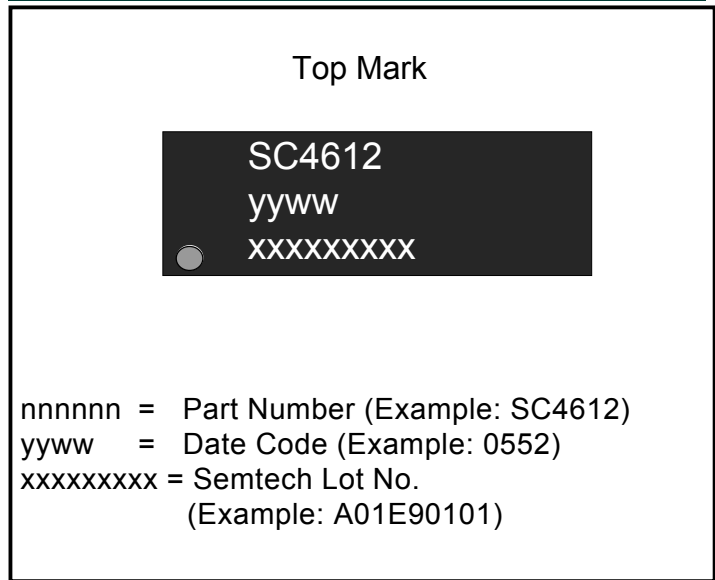 Top Mark
SC4612
yyww
xxxxxxxxx
nnnnnn = Part Number (Example: SC4612)
yyww = Date Code (Example: 0552)
xxxxxxxxx = Semtech Lot No.
(Example: A01E90101)